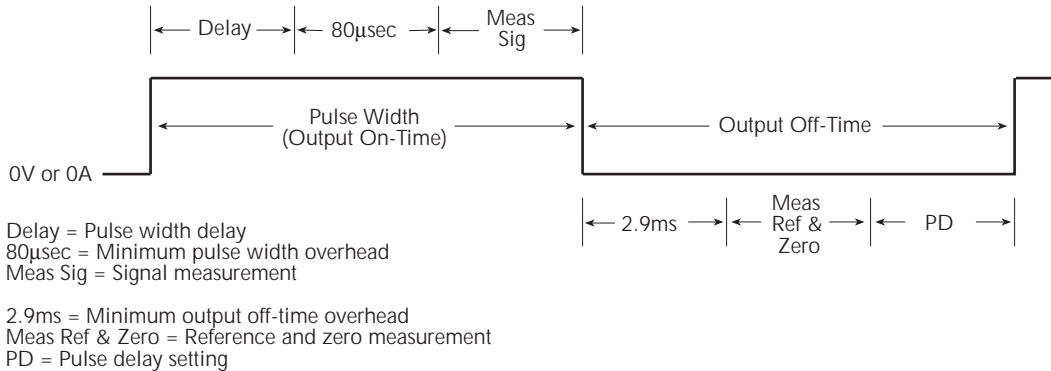 Delay
80μsec
Meas
Sig
Pulse Width
(Output On-Time)
Output Off-Time
0V or 0A
2.9ms
Meas
Ref &
Zero
PD
Delay = Pulse width delay
80μsec = Minimum pulse width overhead
Meas Sig = Signal measurement
2.9ms = Minimum output off-time overhead
Meas Ref & Zero = Reference and zero measurement
PD = Pulse delay setting